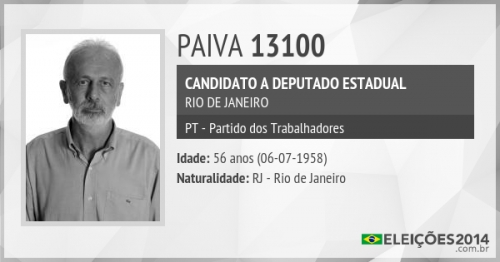 PAIVA 13100
CANDIDATO A DEPUTADO ESTADUAL
RIO DE JANEIRO
PT - Partido dos Trabalhadores
Idade: 56 anos (06-07-1958)
Naturalidade: RJ - Rio de Janeiro
ELEIÇÕES2014
.com.br